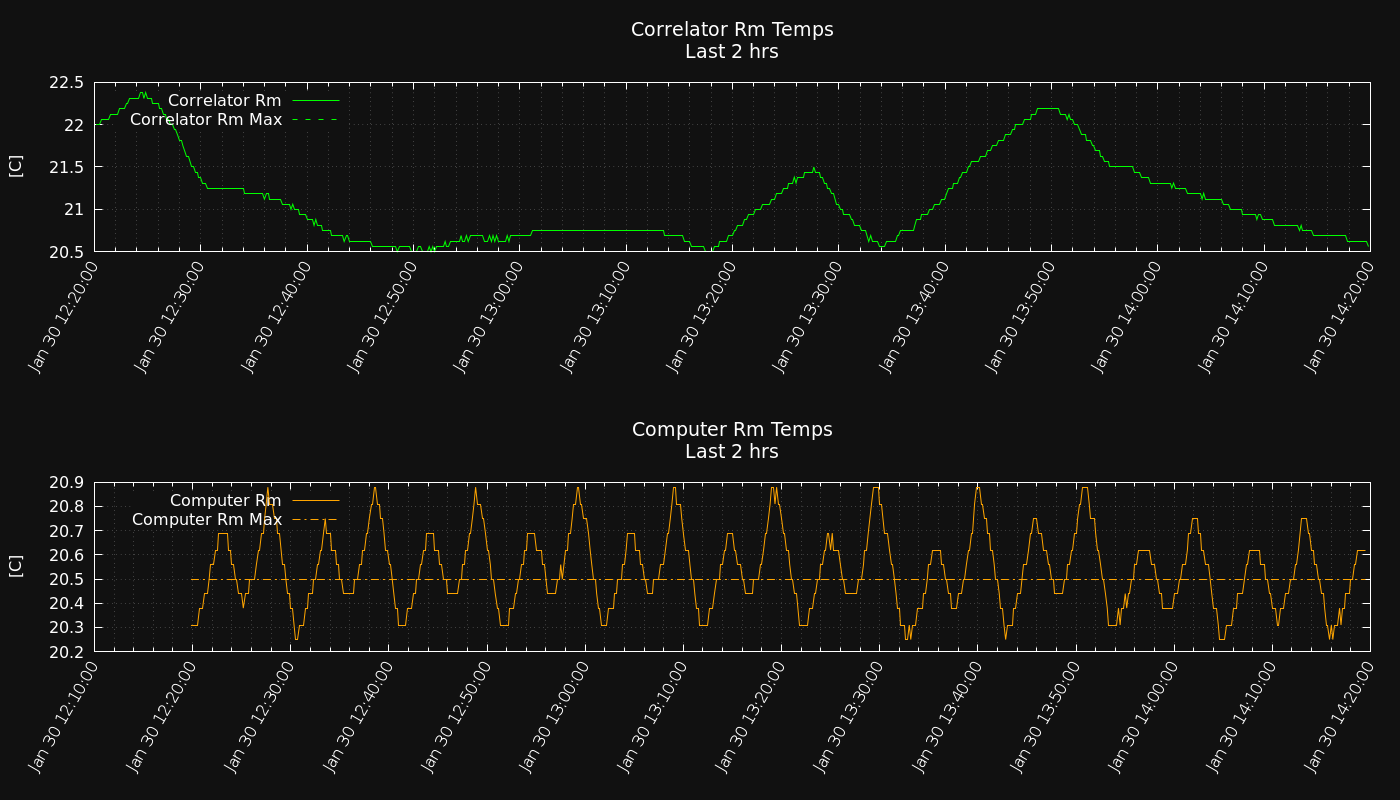 Correlator Rm Temps
Last 2 hrs
22.5
22
21.5
21
20.5
[C]
Correlator Rm
Correlator Rm Max
Jan 30 12:20:00
Jan 30 12:30:00
Jan 30 12:40:00
Jan 30 12:50:00
Jan 30 13:00:00
Jan 30 13:10:00
Jan 30 13:20:00
Jan 30 13:30:00
Jan 30 13:40:00
Jan 30 13:50:00
Jan 30 14:00:00
Jan 30 14:10:00
Jan 30 14:20:00
Computer Rm Temps
Last 2 hrs
20.9
20.8
20.7
20.6
20.5
20.4
20.3
20.2
[C]
Computer Rm
Computer Rm Max
Jan 30 12:10:00
Jan 30 12:20:00
Jan 30 12:30:00
Jan 30 12:40:00
Jan 30 12:50:00
Jan 30 13:00:00
Jan 30 13:10:00
Jan 30 13:20:00
Jan 30 13:30:00
Jan 30 13:40:00
Jan 30 13:50:00
Jan 30 14:00:00
Jan 30 14:10:00
Jan 30 14:20:00